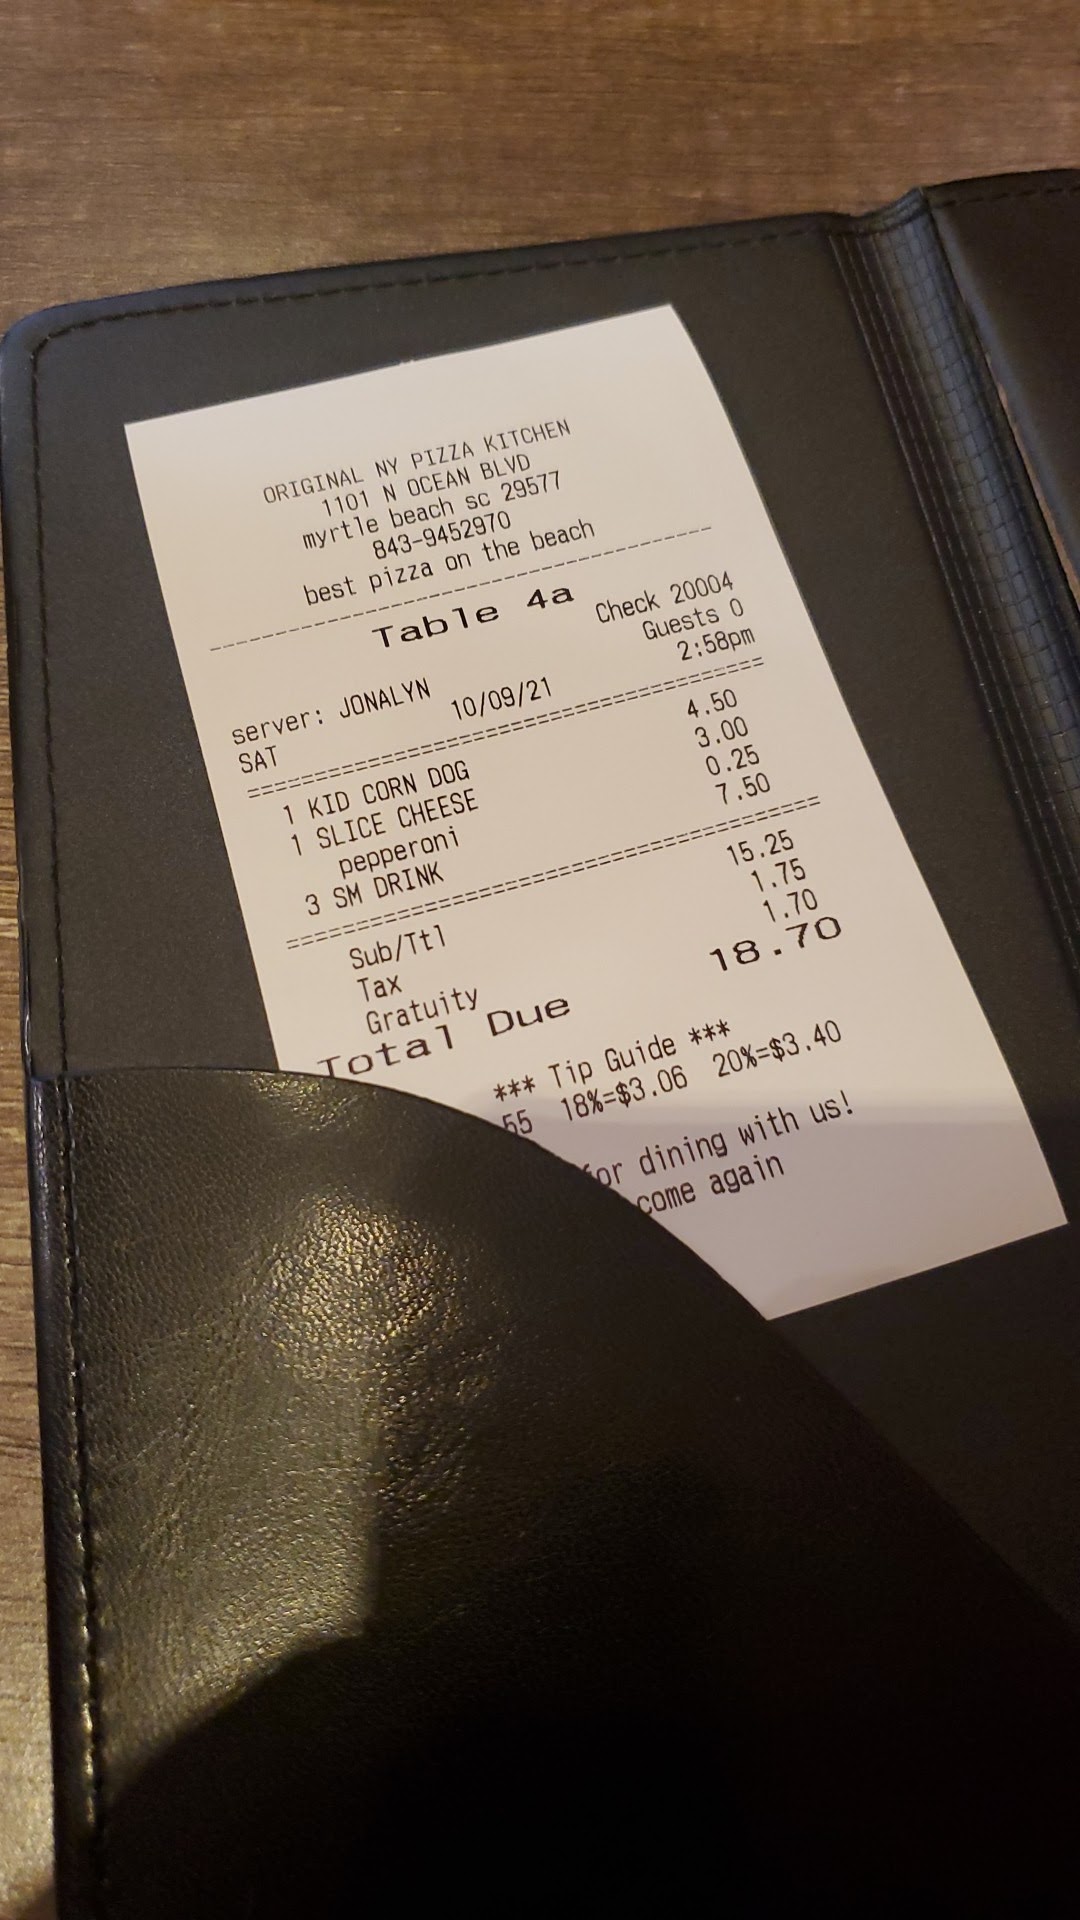 ORIGINAL NY PIZZA KITCHEN
1101 N OCEAN BLVD
myrtle beach sc 29577
843-9452970
best pizza on the beach
Table 4a
Check 20004
Guests 0
server: JONALYN 2:58pm
SAT 10/09/21
1 KID CORN DOG 4.50
1 SLICE CHEESE 3.00
pepperoni 0.25
3 SM DRINK 7.50
Sub/Ttl 15.25
Tax 1.75
Gratuity 1.70
Total Due 18.70
*** Tip Guide ***
55 18%=$3.06 20%=$3.40
for dining with us!
come again